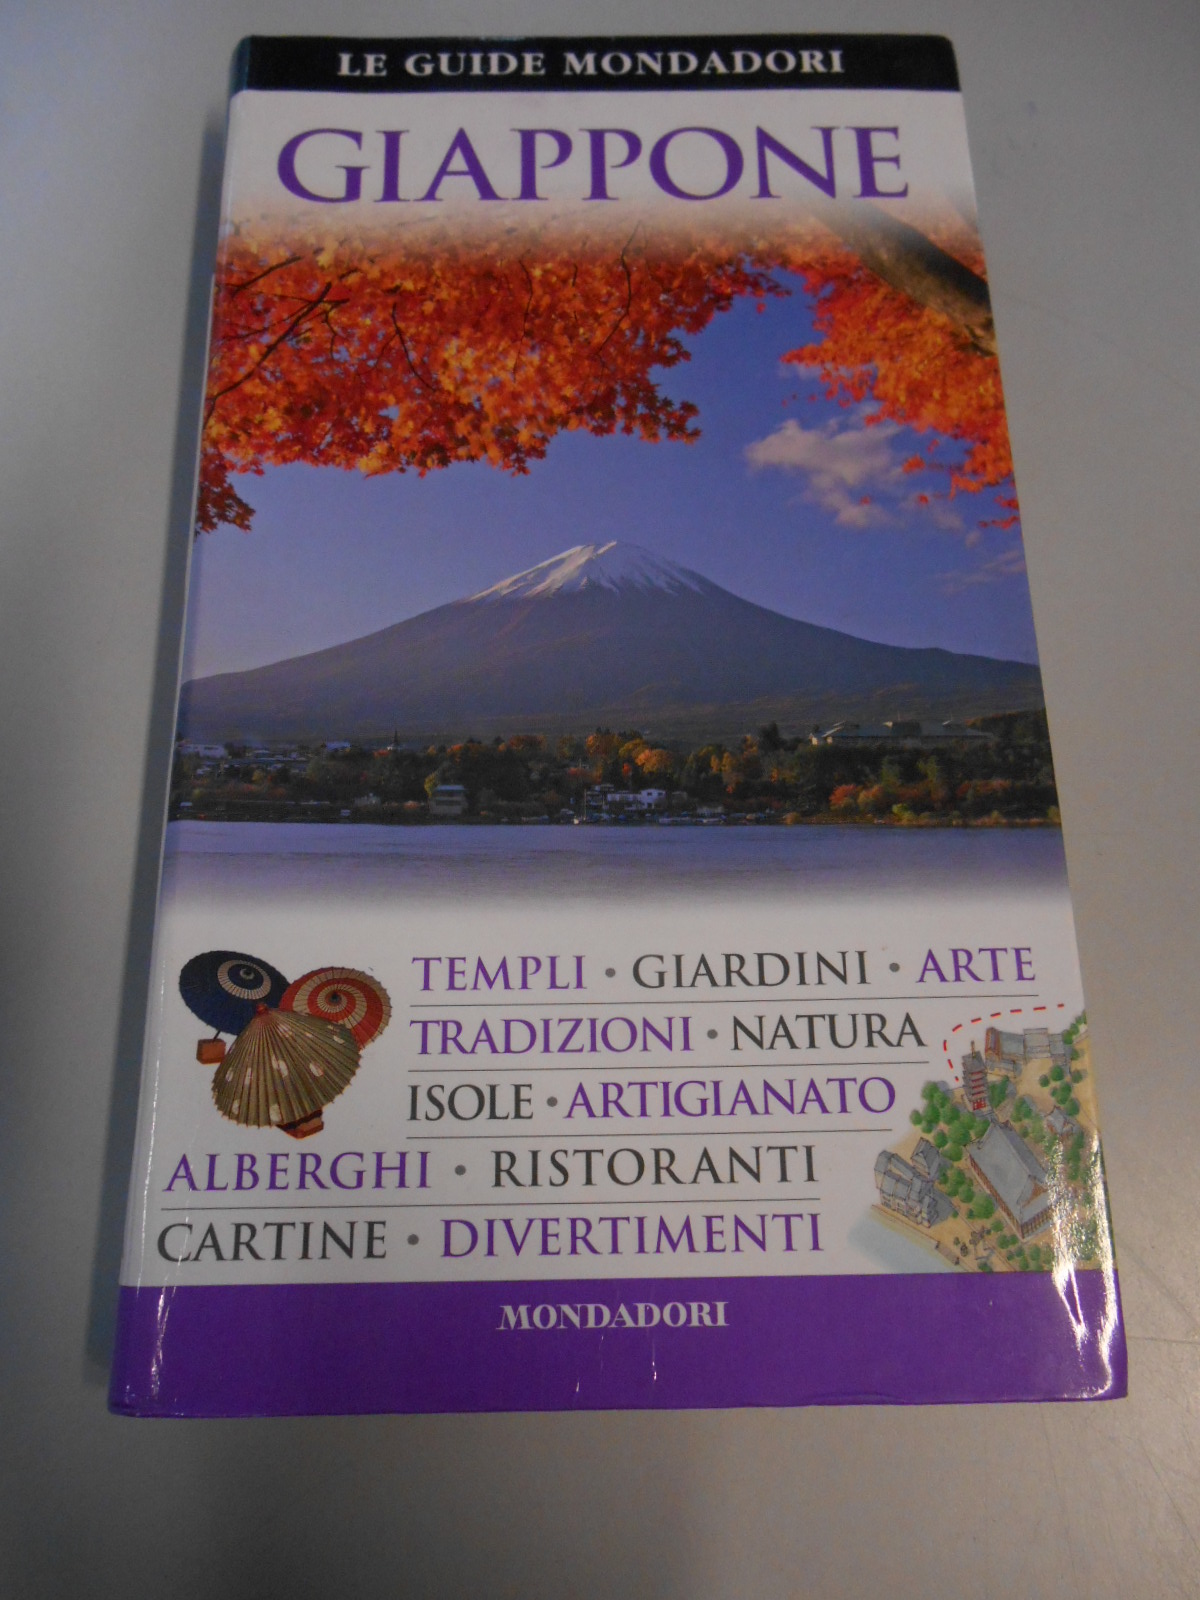 LE GUIDE MONDADORI
GIAPPONE
TEMPLI • GIARDINI • ARTE
TRADIZIONI • NATURA
ISOLE • ARTIGIANATO
ALBERGHI • RISTORANTI
CARTINE • DIVERTIMENTI
MONDADORI